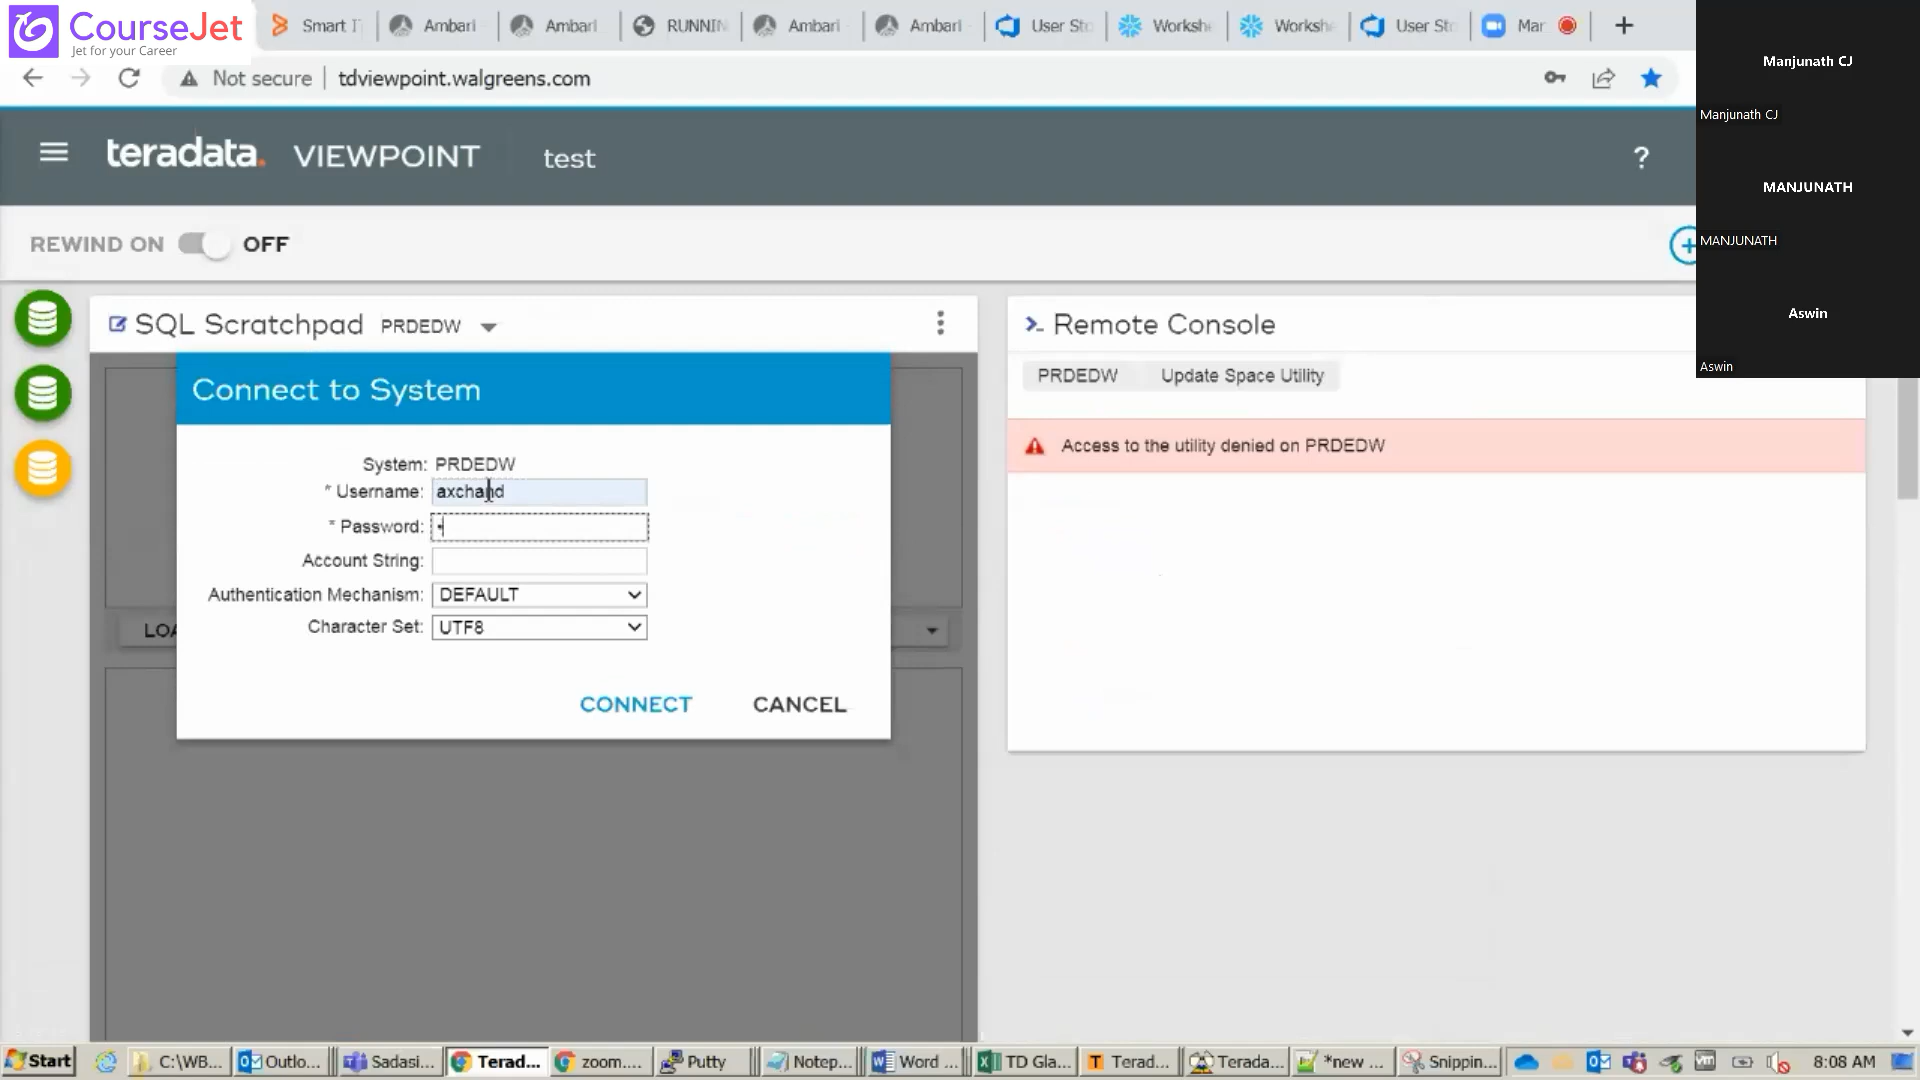 CourseJet
Jet for your Career
Smart I
Ambari
Ambari
RUNNIN
Ambari
Ambari
User Sto
Workshe
Workshe
User Sto
Mar
Not secure
tdviewpoint.walgreens.com
teradata. VIEWPOINT
test
?
REWIND ON
OFF
Manjunath CJ
Manjunath CJ
MANJUNATH
MANJUNATH
Aswin
Aswin
SQL Scratchpad
PRDEDW
Connect to System
System: PRDEDW
* Username: axchand
* Password:
Account String:
Authentication Mechanism: DEFAULT
Character Set: UTF8
LOA
CONNECT
CANCEL
Remote Console
PRDEDW
Update Space Utility
Access to the utility denied on PRDEDW
Start
C:\WB...
Outlo...
Sadasi...
Terad...
zoom....
Putty
Notep...
Word ...
TD Gla...
Terad...
Terada...
*new ...
Snippin...
8:08 AM